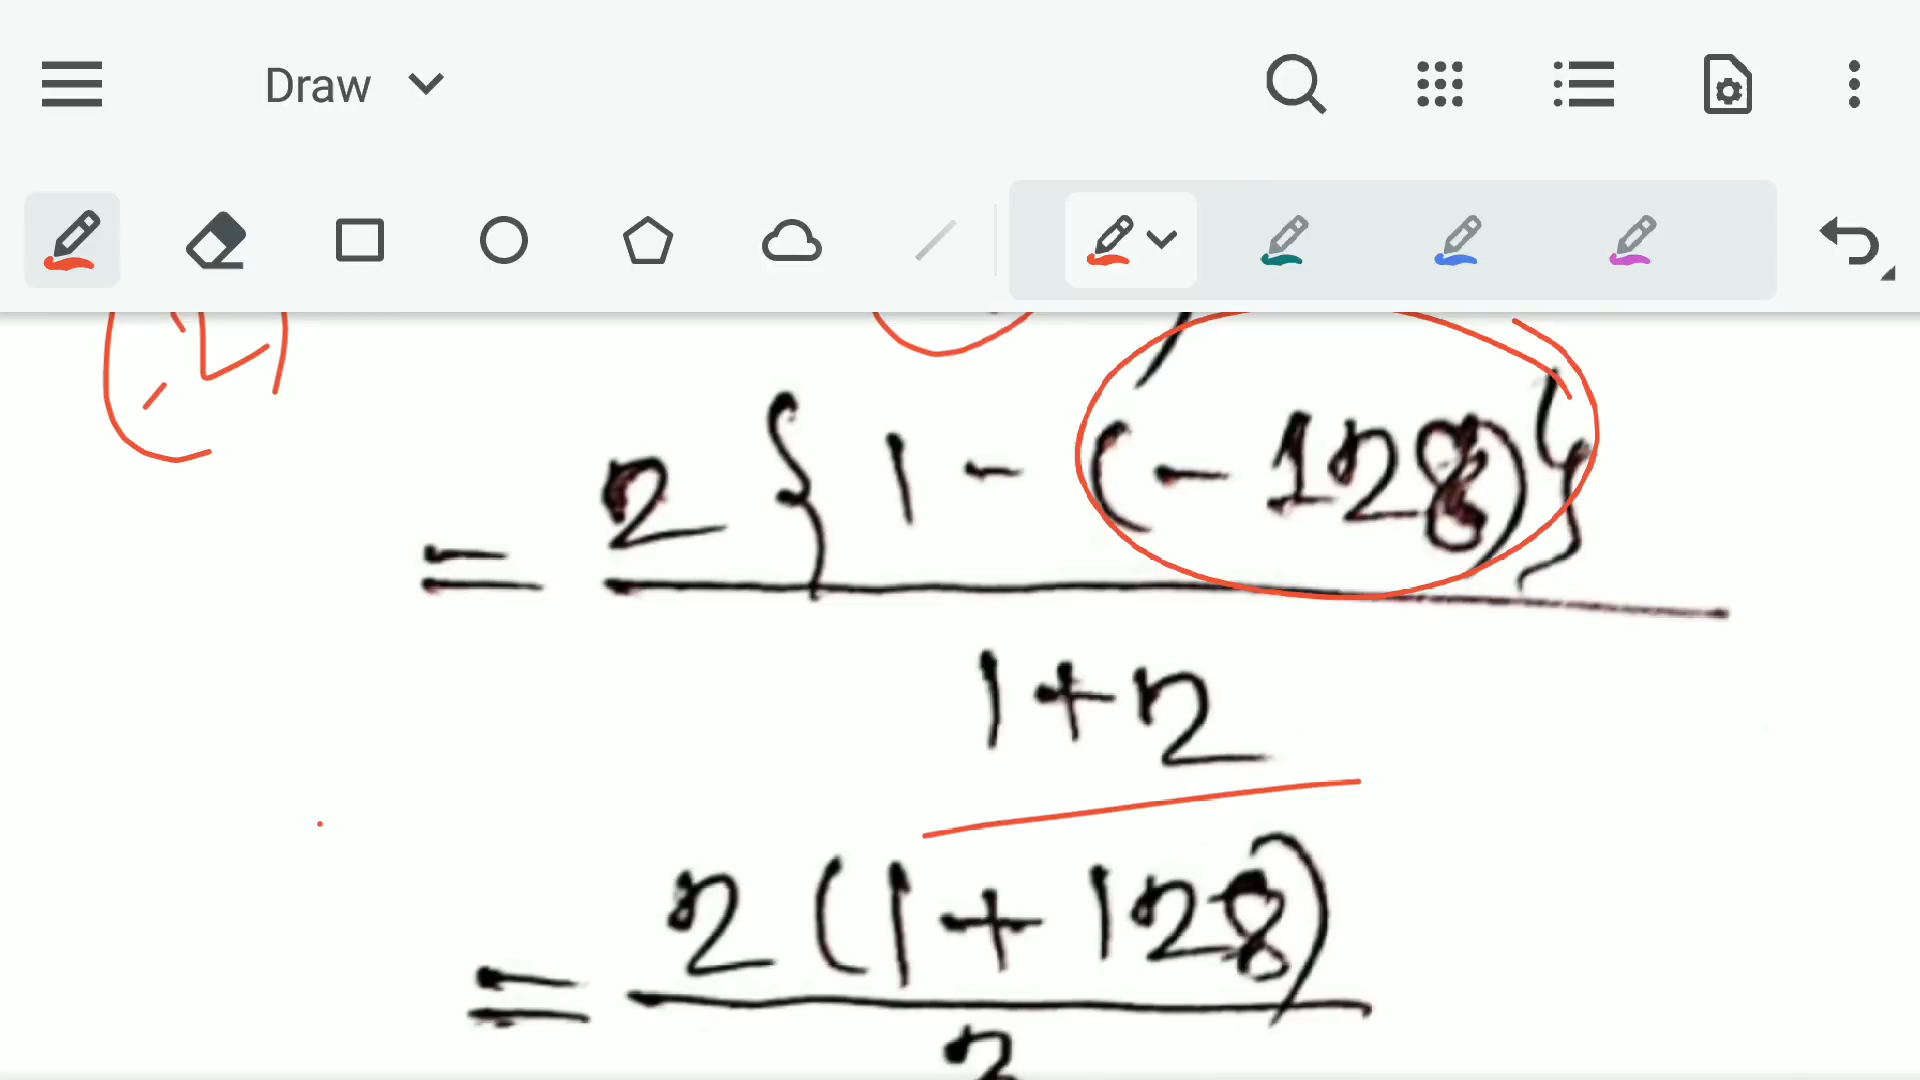 Draw
= 2 { 1 - ( - 128 ) }
1 + 2
= 2 ( 1 + 128 )